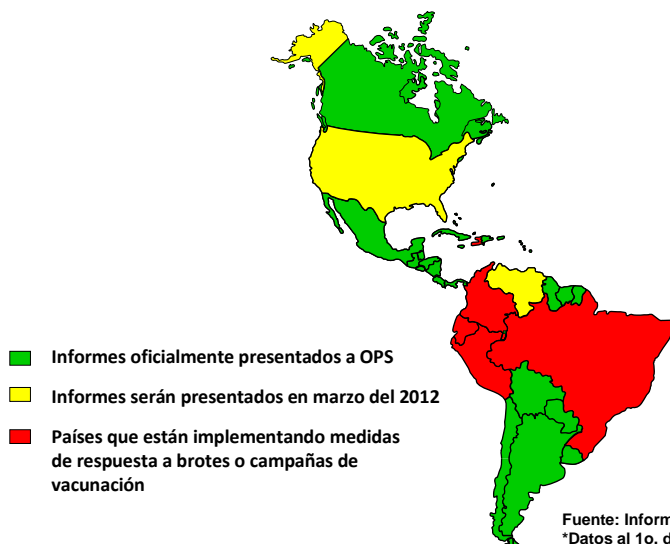 Informes oficialmente presentados a OPS
Informes serán presentados en marzo del 2012
Países que están implementando medidas
de respuesta a brotes o campañas de
vacunación
Fuente: Inform
*Datos al 1o. d